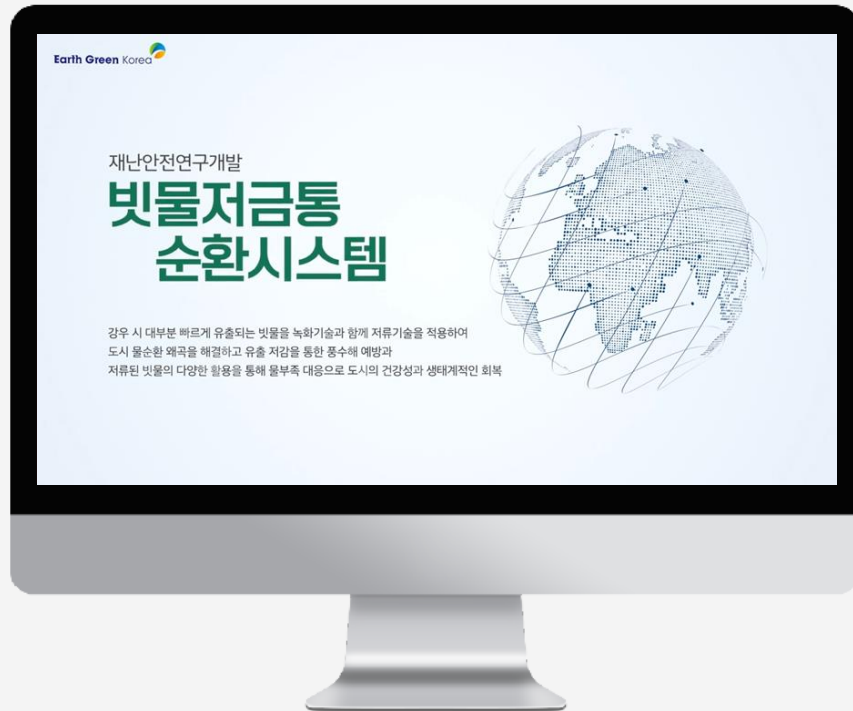 Earth Green Korea
재난안전연구개발
빗물저금통
순환시스템
강우 시 대부분 빠르게 유출되는 빗물을 녹화기술과 함께 저류기술을 적용하여
도시 물순환 왜곡을 해결하고 유출 저감을 통한 풍수해 예방과
저류된 빗물의 다양한 활용을 통해 물부족 대응으로 도시의 건강성과 생태계적인 회복